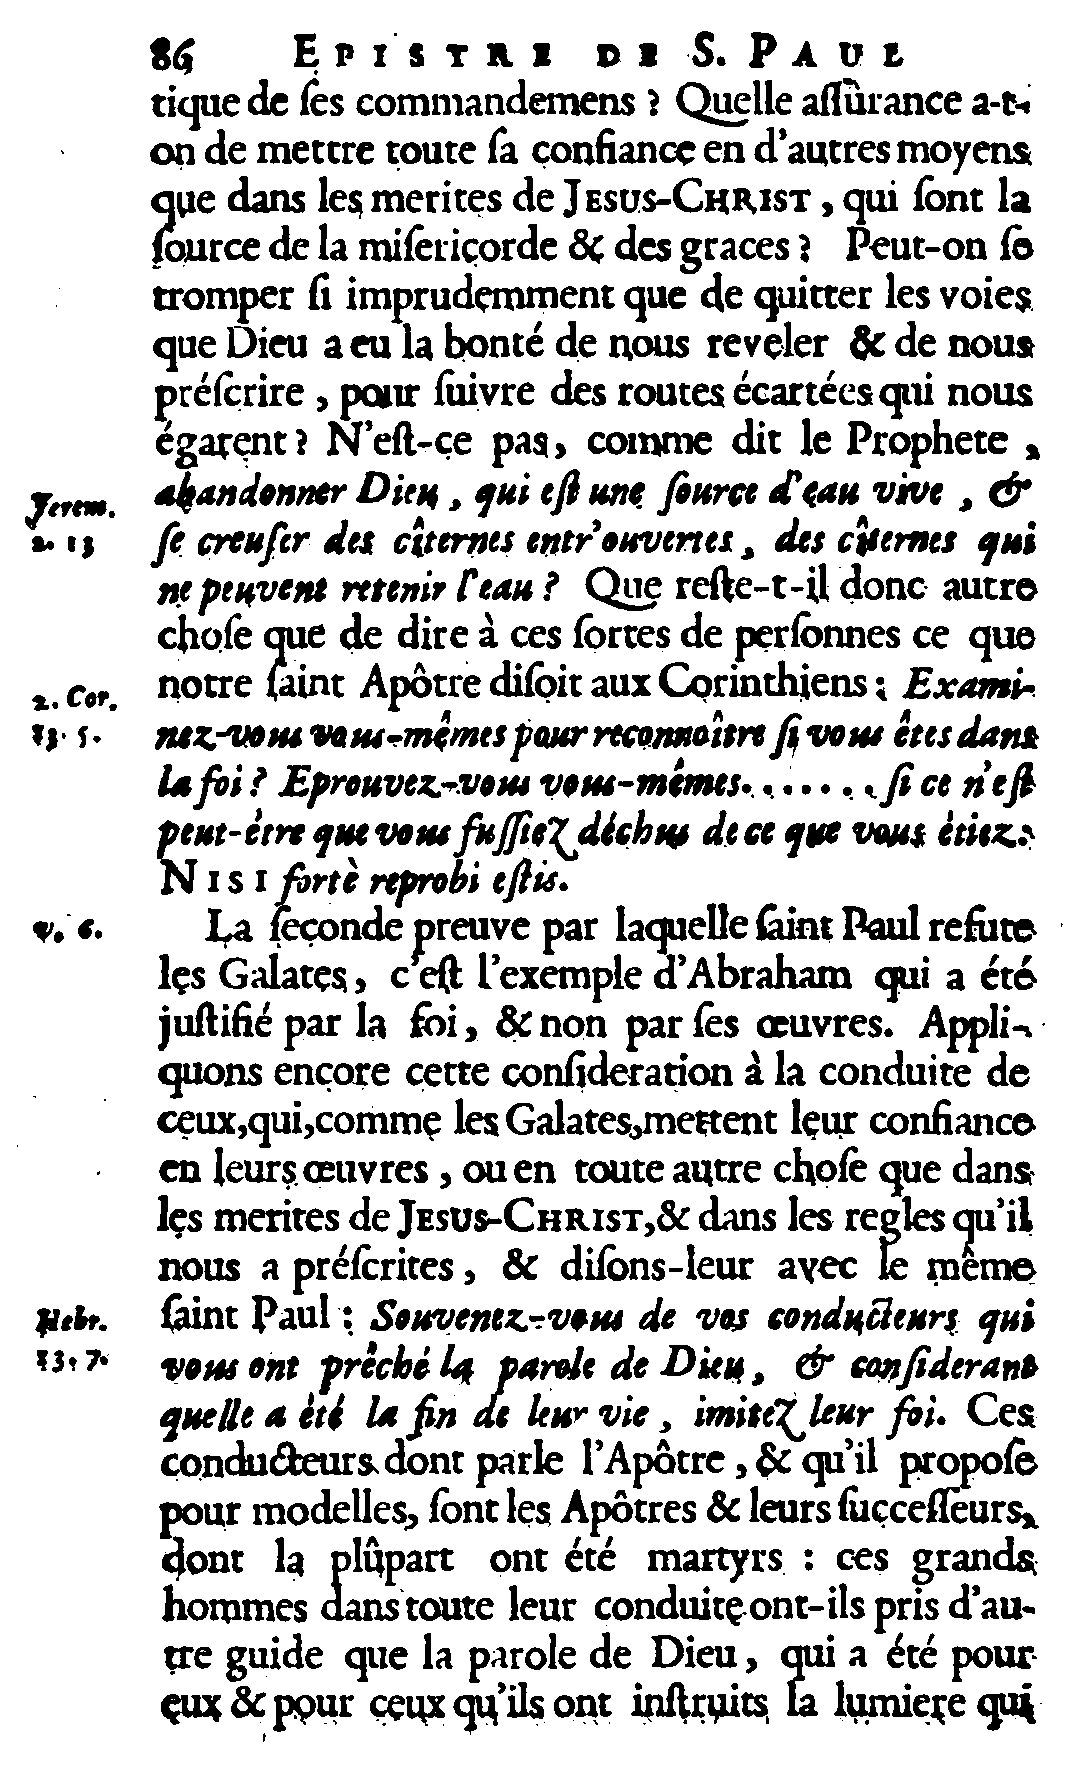 86 EPISTRE DE S. PAUL
tique de ſes commandemens ? Quelle aſſûrance a-t-
on de mettre toute ſa confiance en d'autres moyens
que dans les merites de JESUS-CHRIST, qui ſont la
ſource de la miſericorde & des graces ? Peut-on ſe
tromper ſi imprudemment que de quitter les voies
que Dieu a eu la bonté de nous reveler & de nous
préſcrire, pour ſuivre des routes écartées qui nous
égarent ? N'eſt-ce pas, comme dit le Prophete,
abandonner Dieu, qui eſt une ſource d'eau vive, &
Jerem.
2. 13
ſe creuſer des cîternes entr'ouvertes, des cîternes qui
ne peuvent retenir l'eau ? Que reſte-t-il donc autre
choſe que de dire à ces ſortes de perſonnes ce que
notre ſaint Apôtre diſoit aux Corinthiens ; Exami-
2. Cor.
13. 5.
nez-vous vous-mêmes pour reconnoître ſi vous êtes dans
la foi ? Eprouvez-vous vous-mêmes........ ſi ce n'eſt
peut-être que vous fuſſiez déchus de ce que vous étiez.
NISI fortè reprobi eſtis.
v. 6.
La ſeconde preuve par laquelle ſaint Paul refute
les Galates, c'eſt l'exemple d'Abraham qui a été
juſtifié par la foi, & non par ſes œuvres. Appli-
quons encore cette conſideration à la conduite de
ceux, qui, comme les Galates, mettent leur confiance
en leurs œuvres, ou en toute autre choſe que dans
les merites de JESUS-CHRIST, & dans les regles qu'il
nous a préſcrites, & diſons-leur avec le même
ſaint Paul : Souvenez-vous de vos conducteurs qui
Hebr.
13. 7.
vous ont prêché la parole de Dieu, & conſiderant
quelle a été la fin de leur vie, imitez leur foi. Ces
conducteurs dont parle l'Apôtre, & qu'il propoſe
pour modelles, ſont les Apôtres & leurs ſucceſſeurs,
dont la plûpart ont été martyrs : ces grands
hommes dans toute leur conduite ont-ils pris d'au-
tre guide que la parole de Dieu, qui a été pour
eux & pour ceux qu'ils ont inſtruits la lumiere qui